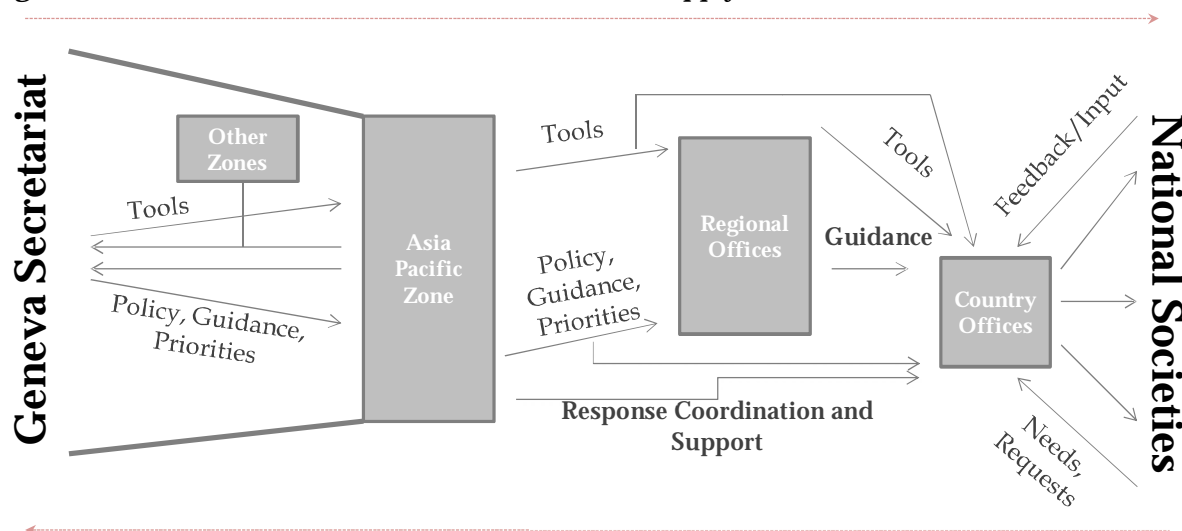 Geneva Secretariat
Other
Zones
Tools
Policy, Guidance,
Priorities
Asia
Pacific
Zone
Tools
Policy,
Guidance,
Priorities
Response Coordination and
Support
Regional
Offices
Tools
Guidance
Country
Offices
Feedback/Input
Needs,
Requests
National Societies